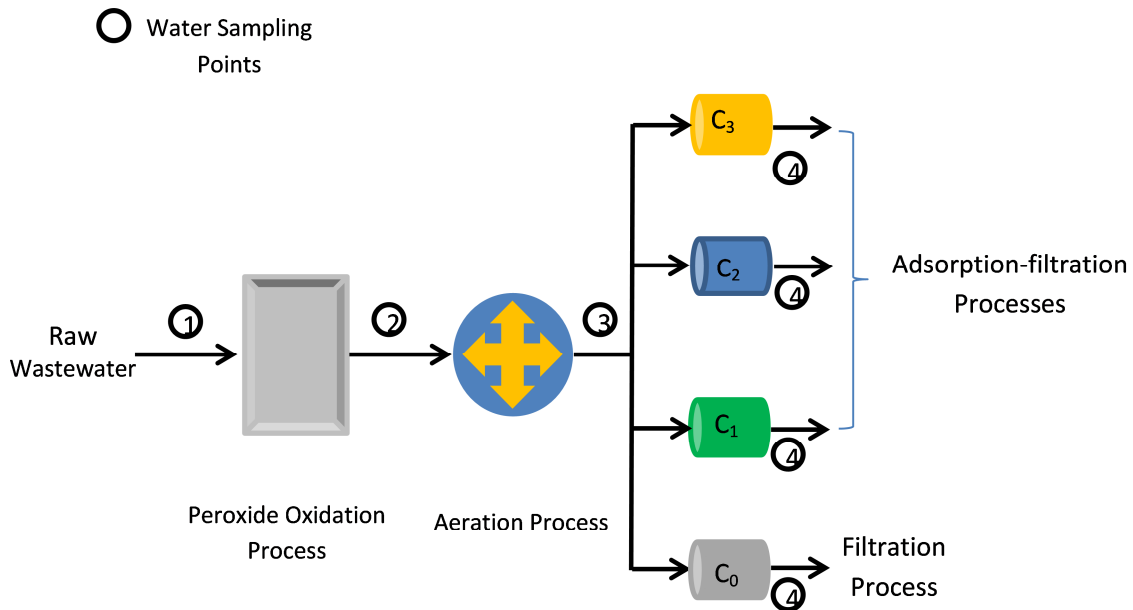 Water Sampling
Points
C3
4
C2
4
Adsorption-filtration
Processes
1
2
3
Raw
Wastewater
C1
4
Peroxide Oxidation
Process
Aeration Process
C0
4
Filtration
Process